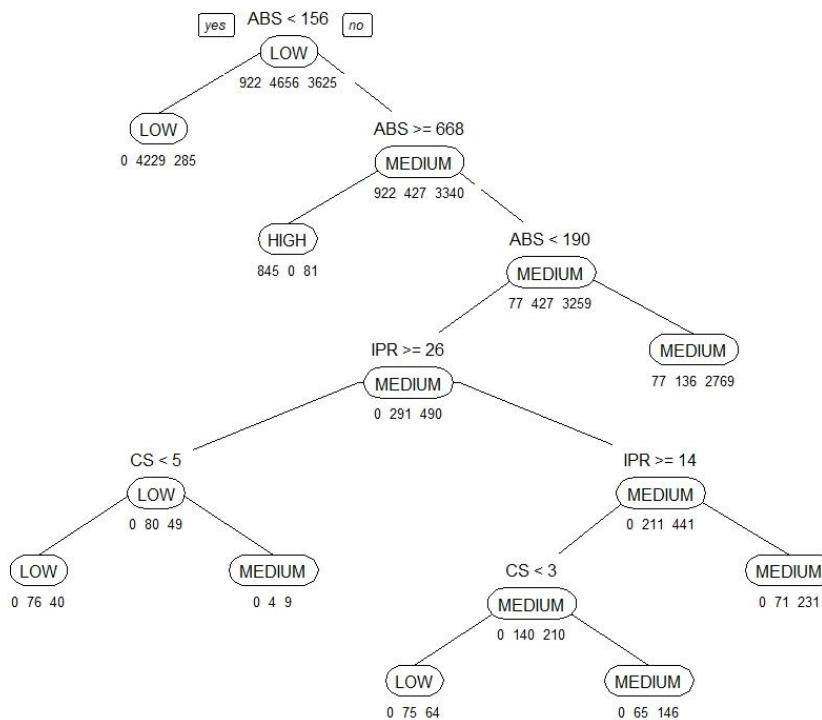 ABS < 156
yes
no
LOW
922 4656 3625
ABS >= 668
LOW
0 4229 285
MEDIUM
922 427 3340
ABS < 190
HIGH
845 0 81
MEDIUM
77 427 3259
IPR >= 26
MEDIUM
77 136 2769
MEDIUM
0 291 490
CS < 5
IPR >= 14
LOW
0 80 49
MEDIUM
0 211 441
LOW
0 76 40
MEDIUM
0 4 9
CS < 3
MEDIUM
0 71 231
MEDIUM
0 140 210
LOW
0 75 64
MEDIUM
0 65 146